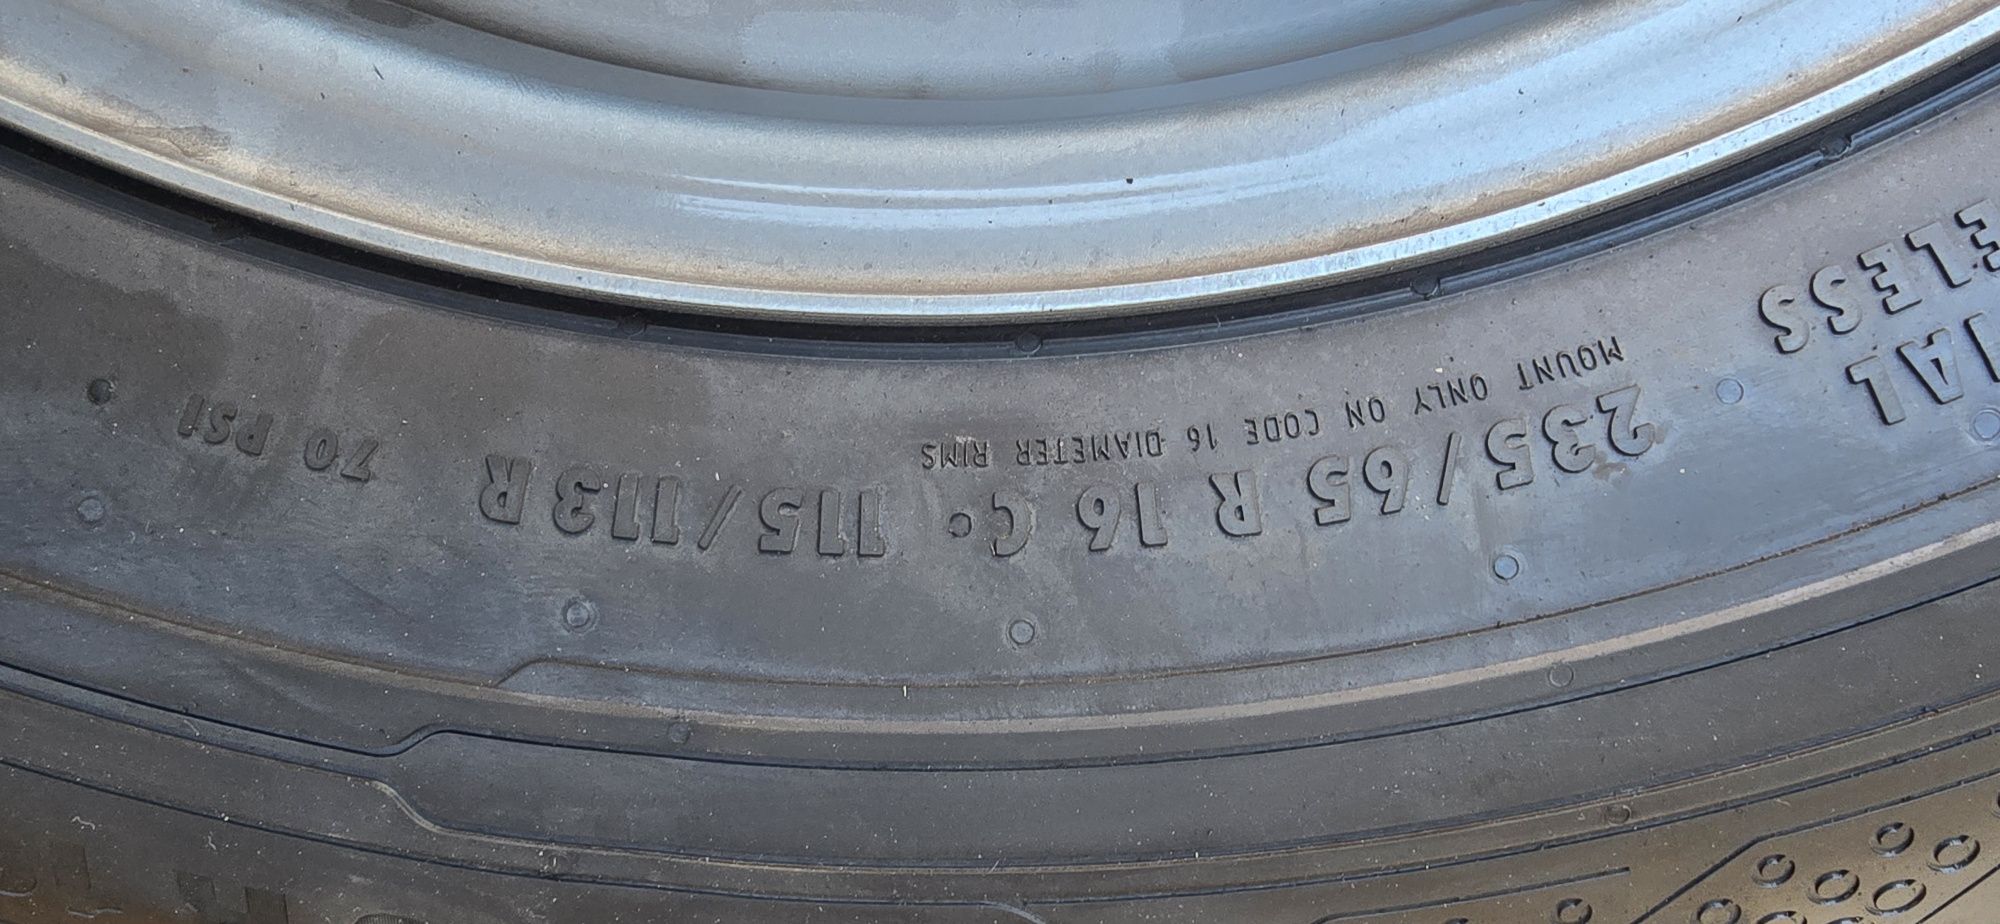 MOUNT ONLY ON CODE 16 DIAMETER RIMS
235/65 R 16 C • 115/113 R 70 PSI